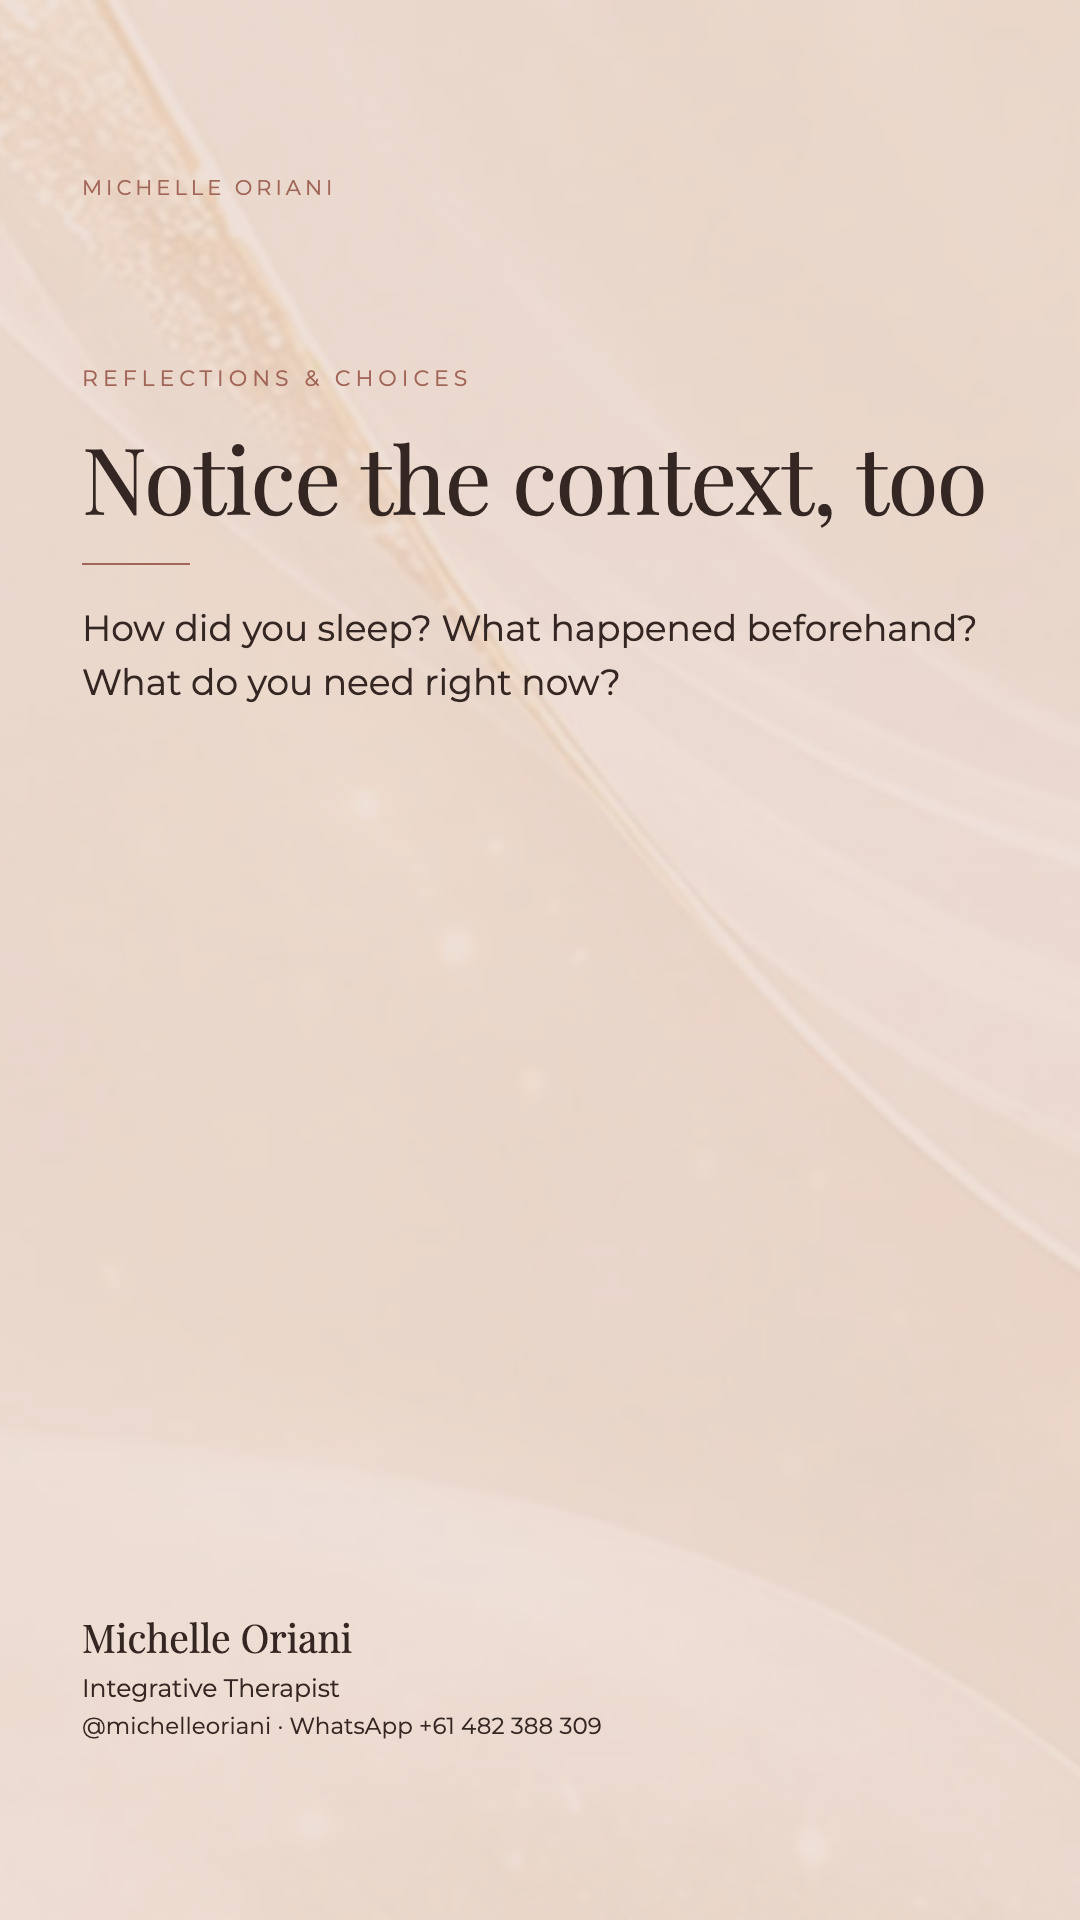 MICHELLE ORIANI
REFLECTIONS & CHOICES
Notice the context, too
How did you sleep? What happened beforehand?
What do you need right now?
Michelle Oriani
Integrative Therapist
@michelleoriani · WhatsApp +61 482 388 309